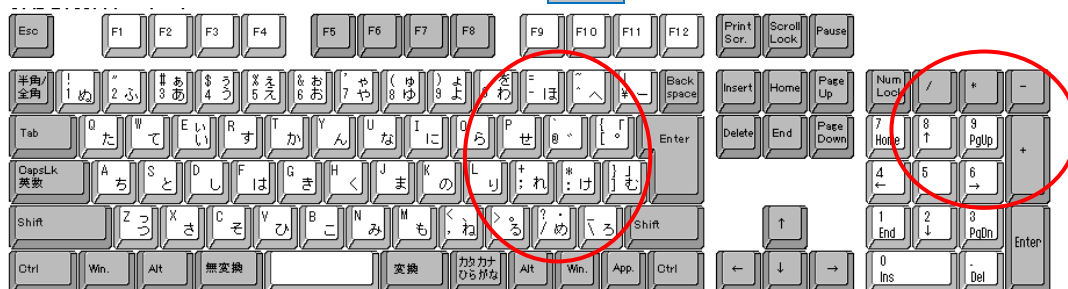 Esc F1 F2 F3 F4 F5 F6 F7 F8 F9 F10 F11 F12 Print Scr. Scroll Lock Pause
半角/全角 ! 1 ぬ " 2 ふ # ぁ 3 あ $ ぅ 4 う % ぇ 5 え & ぉ 6 お ' ゃ 7 や ( ゅ 8 ゆ ) ょ 9 よ を 0 わ = - ほ ~ ^ へ | ¥ ー Back space Insert Home Page Up Num Lock / * -
Tab Q た W て E ぃ い R す T か Y ん U な I に O ら P せ ` @ ゛ { 「 [ ゜ Enter Delete End Page Down 7 Home 8 ↑ 9 PgUp +
CapsLk 英数 A ち S と D し F は G き H く J ま K の L り + ; れ * : け } 」 ] む 4 ← 5 6 →
Shift Z っ つ X さ C そ V ひ B こ N み M も < 、 , ね > 。 . る ? ・ / め _ \ ろ Shift ↑ 1 End 2 ↓ 3 PgDn Enter
Ctrl Win. Alt 無変換 変換 カタカナ ひらがな Alt Win. App. Ctrl ← ↓ → 0 Ins . Del